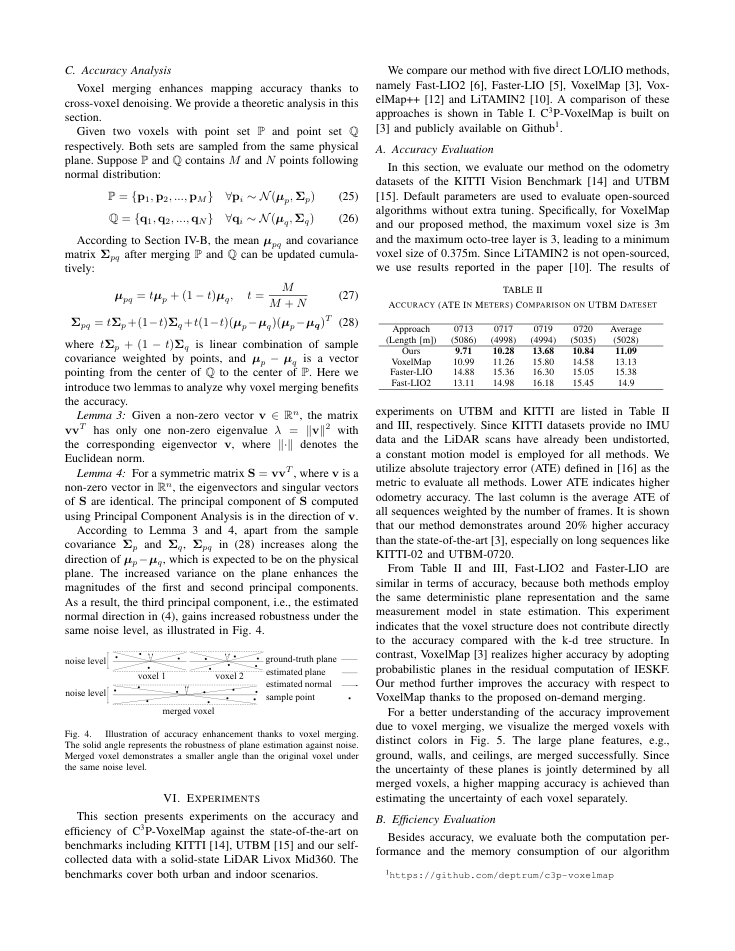 C. Accuracy Analysis
Voxel merging enhances mapping accuracy thanks to
cross-voxel denoising. We provide a theoretic analysis in this
section.
Given two voxels with point set ℙ and point set ℚ
respectively. Both sets are sampled from the same physical
plane. Suppose ℙ and ℚ contains M and N points following
normal distribution:
ℙ = {p₁, p₂, ..., p_M} ∀p_i ∼ 𝒩(μ_p, Σ_p) (25)
ℚ = {q₁, q₂, ..., q_N} ∀q_i ∼ 𝒩(μ_q, Σ_q) (26)
According to Section IV-B, the mean μ_pq and covariance
matrix Σ_pq after merging ℙ and ℚ can be updated cumula-
tively:
μ_pq = tμ_p + (1 − t)μ_q, t = M / (M + N) (27)
Σ_pq = tΣ_p+(1−t)Σ_q+t(1−t)(μ_p−μ_q)(μ_p−μ_q)^T (28)
where tΣ_p + (1 − t)Σ_q is linear combination of sample
covariance weighted by points, and μ_p − μ_q is a vector
pointing from the center of ℚ to the center of ℙ. Here we
introduce two lemmas to analyze why voxel merging benefits
the accuracy.
Lemma 3: Given a non-zero vector v ∈ ℝⁿ, the matrix
vv^T has only one non-zero eigenvalue λ = ∥v∥² with
the corresponding eigenvector v, where ∥·∥ denotes the
Euclidean norm.
Lemma 4: For a symmetric matrix S = vv^T, where v is a
non-zero vector in ℝⁿ, the eigenvectors and singular vectors
of S are identical. The principal component of S computed
using Principal Component Analysis is in the direction of v.
According to Lemma 3 and 4, apart from the sample
covariance Σ_p and Σ_q, Σ_pq in (28) increases along the
direction of μ_p−μ_q, which is expected to be on the physical
plane. The increased variance on the plane enhances the
magnitudes of the first and second principal components.
As a result, the third principal component, i.e., the estimated
normal direction in (4), gains increased robustness under the
same noise level, as illustrated in Fig. 4.
noise level
voxel 1 voxel 2
noise level
merged voxel
ground-truth plane
estimated plane
estimated normal
sample point
Fig. 4. Illustration of accuracy enhancement thanks to voxel merging.
The solid angle represents the robustness of plane estimation against noise.
Merged voxel demonstrates a smaller angle than the original voxel under
the same noise level.
VI. EXPERIMENTS
This section presents experiments on the accuracy and
efficiency of C³P-VoxelMap against the state-of-the-art on
benchmarks including KITTI [14], UTBM [15] and our self-
collected data with a solid-state LiDAR Livox Mid360. The
benchmarks cover both urban and indoor scenarios.
We compare our method with five direct LO/LIO methods,
namely Fast-LIO2 [6], Faster-LIO [5], VoxelMap [3], Vox-
elMap++ [12] and LiTAMIN2 [10]. A comparison of these
approaches is shown in Table I. C³P-VoxelMap is built on
[3] and publicly available on Github¹.
A. Accuracy Evaluation
In this section, we evaluate our method on the odometry
datasets of the KITTI Vision Benchmark [14] and UTBM
[15]. Default parameters are used to evaluate open-sourced
algorithms without extra tuning. Specifically, for VoxelMap
and our proposed method, the maximum voxel size is 3m
and the maximum octo-tree layer is 3, leading to a minimum
voxel size of 0.375m. Since LiTAMIN2 is not open-sourced,
we use results reported in the paper [10]. The results of
TABLE II
ACCURACY (ATE IN METERS) COMPARISON ON UTBM DATESET
Approach 0713 0717 0719 0720 Average
(Length [m]) (5086) (4998) (4994) (5035) (5028)
Ours 9.71 10.28 13.68 10.84 11.09
VoxelMap 10.99 11.26 15.80 14.58 13.13
Faster-LIO 14.88 15.36 16.30 15.05 15.38
Fast-LIO2 13.11 14.98 16.18 15.45 14.9
experiments on UTBM and KITTI are listed in Table II
and III, respectively. Since KITTI datasets provide no IMU
data and the LiDAR scans have already been undistorted,
a constant motion model is employed for all methods. We
utilize absolute trajectory error (ATE) defined in [16] as the
metric to evaluate all methods. Lower ATE indicates higher
odometry accuracy. The last column is the average ATE of
all sequences weighted by the number of frames. It is shown
that our method demonstrates around 20% higher accuracy
than the state-of-the-art [3], especially on long sequences like
KITTI-02 and UTBM-0720.
From Table II and III, Fast-LIO2 and Faster-LIO are
similar in terms of accuracy, because both methods employ
the same deterministic plane representation and the same
measurement model in state estimation. This experiment
indicates that the voxel structure does not contribute directly
to the accuracy compared with the k-d tree structure. In
contrast, VoxelMap [3] realizes higher accuracy by adopting
probabilistic planes in the residual computation of IESKF.
Our method further improves the accuracy with respect to
VoxelMap thanks to the proposed on-demand merging.
For a better understanding of the accuracy improvement
due to voxel merging, we visualize the merged voxels with
distinct colors in Fig. 5. The large plane features, e.g.,
ground, walls, and ceilings, are merged successfully. Since
the uncertainty of these planes is jointly determined by all
merged voxels, a higher mapping accuracy is achieved than
estimating the uncertainty of each voxel separately.
B. Efficiency Evaluation
Besides accuracy, we evaluate both the computation per-
formance and the memory consumption of our algorithm
¹https://github.com/deptrum/c3p-voxelmap